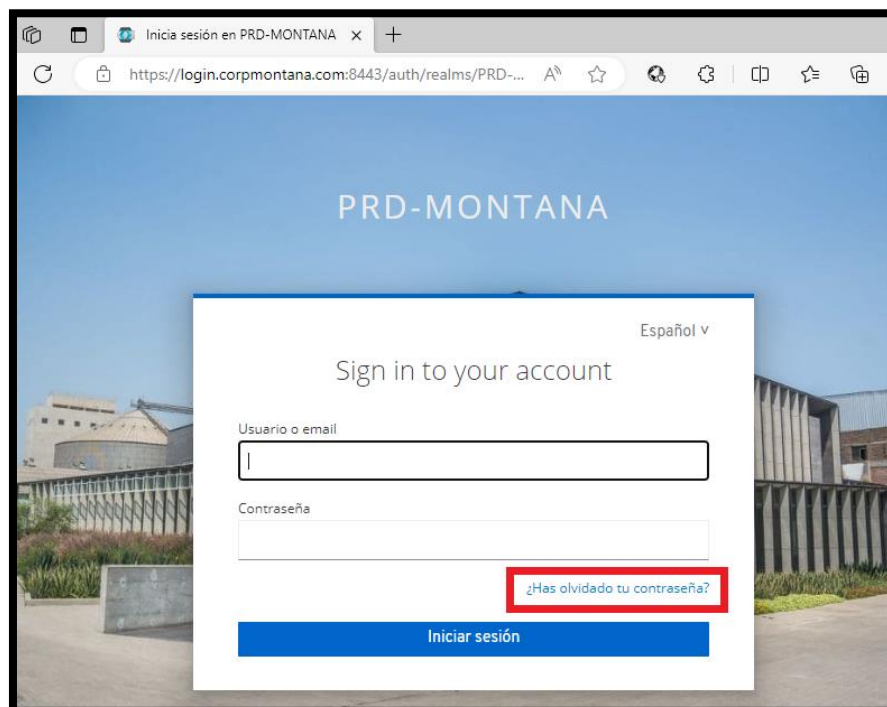 Inicia sesión en PRD-MONTANA
https://login.corpmontana.com:8443/auth/realms/PRD-...
PRD-MONTANA
Español
Sign in to your account
Usuario o email
Contraseña
¿Has olvidado tu contraseña?
Iniciar sesión